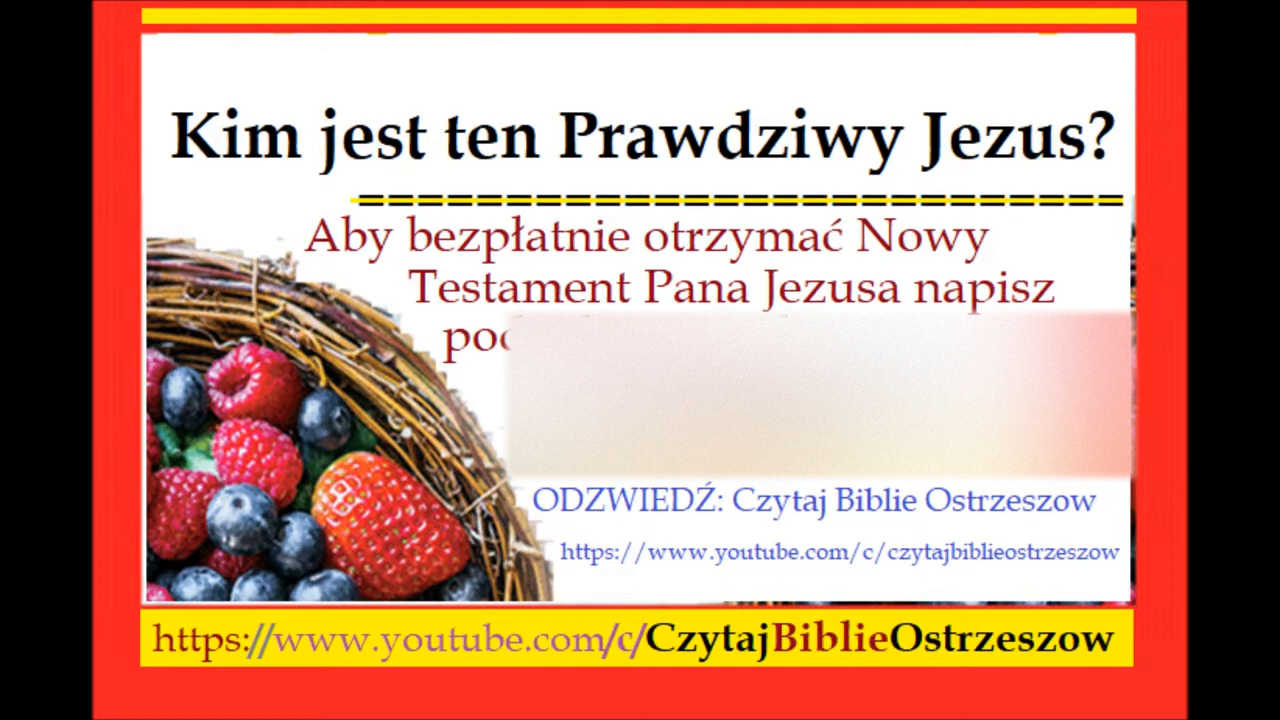 Kim jest ten Prawdziwy Jezus?
Aby bezpłatnie otrzymać Nowy
Testament Pana Jezusa napisz
ODZWIEDŹ: Czytaj Biblie Ostrzeszow
https://www.youtube.com/c/czytajbiblieostrzeszow
https://www.youtube.com/c/CzytajBiblieOstrzeszow